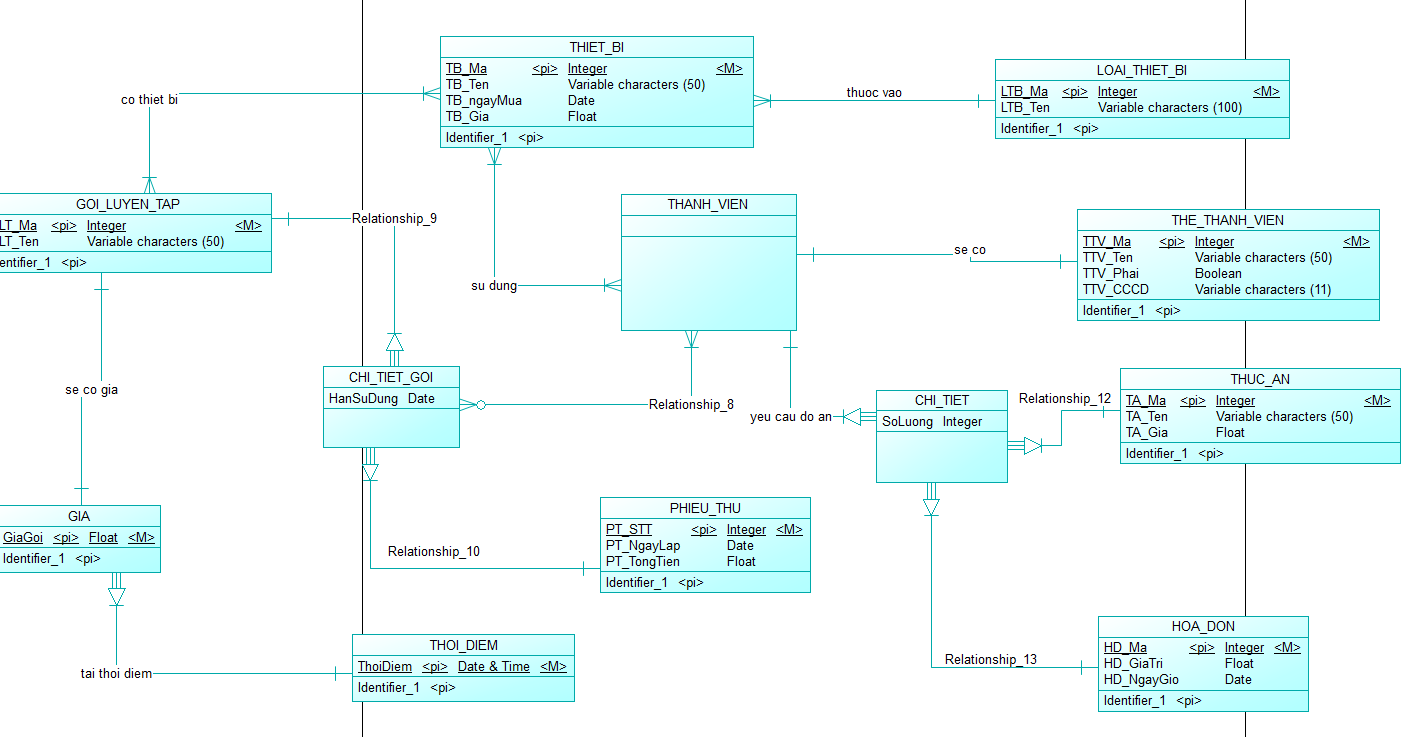 THIET_BI
TB_Ma <pi> Integer <M>
TB_Ten Variable characters (50)
TB_ngayMua Date
TB_Gia Float
Identifier_1 <pi>
co thiet bi
thuoc vao
LOAI_THIET_BI
LTB_Ma <pi> Integer <M>
LTB_Ten Variable characters (100)
Identifier_1 <pi>
GOI_LUYEN_TAP
LT_Ma <pi> Integer <M>
LT_Ten Variable characters (50)
entifier_1 <pi>
Relationship_9
su dung
THANH_VIEN
se co
THE_THANH_VIEN
TTV_Ma <pi> Integer <M>
TTV_Ten Variable characters (50)
TTV_Phai Boolean
TTV_CCCD Variable characters (11)
Identifier_1 <pi>
se co gia
CHI_TIET_GOI
HanSuDung Date
Relationship_8
yeu cau do an
CHI_TIET
SoLuong Integer
Relationship_12
THUC_AN
TA_Ma <pi> Integer <M>
TA_Ten Variable characters (50)
TA_Gia Float
Identifier_1 <pi>
GIA
GiaGoi <pi> Float <M>
Identifier_1 <pi>
Relationship_10
PHIEU_THU
PT_STT <pi> Integer <M>
PT_NgayLap Date
PT_TongTien Float
Identifier_1 <pi>
tai thoi diem
THOI_DIEM
ThoiDiem <pi> Date & Time <M>
Identifier_1 <pi>
Relationship_13
HOA_DON
HD_Ma <pi> Integer <M>
HD_GiaTri Float
HD_NgayGio Date
Identifier_1 <pi>